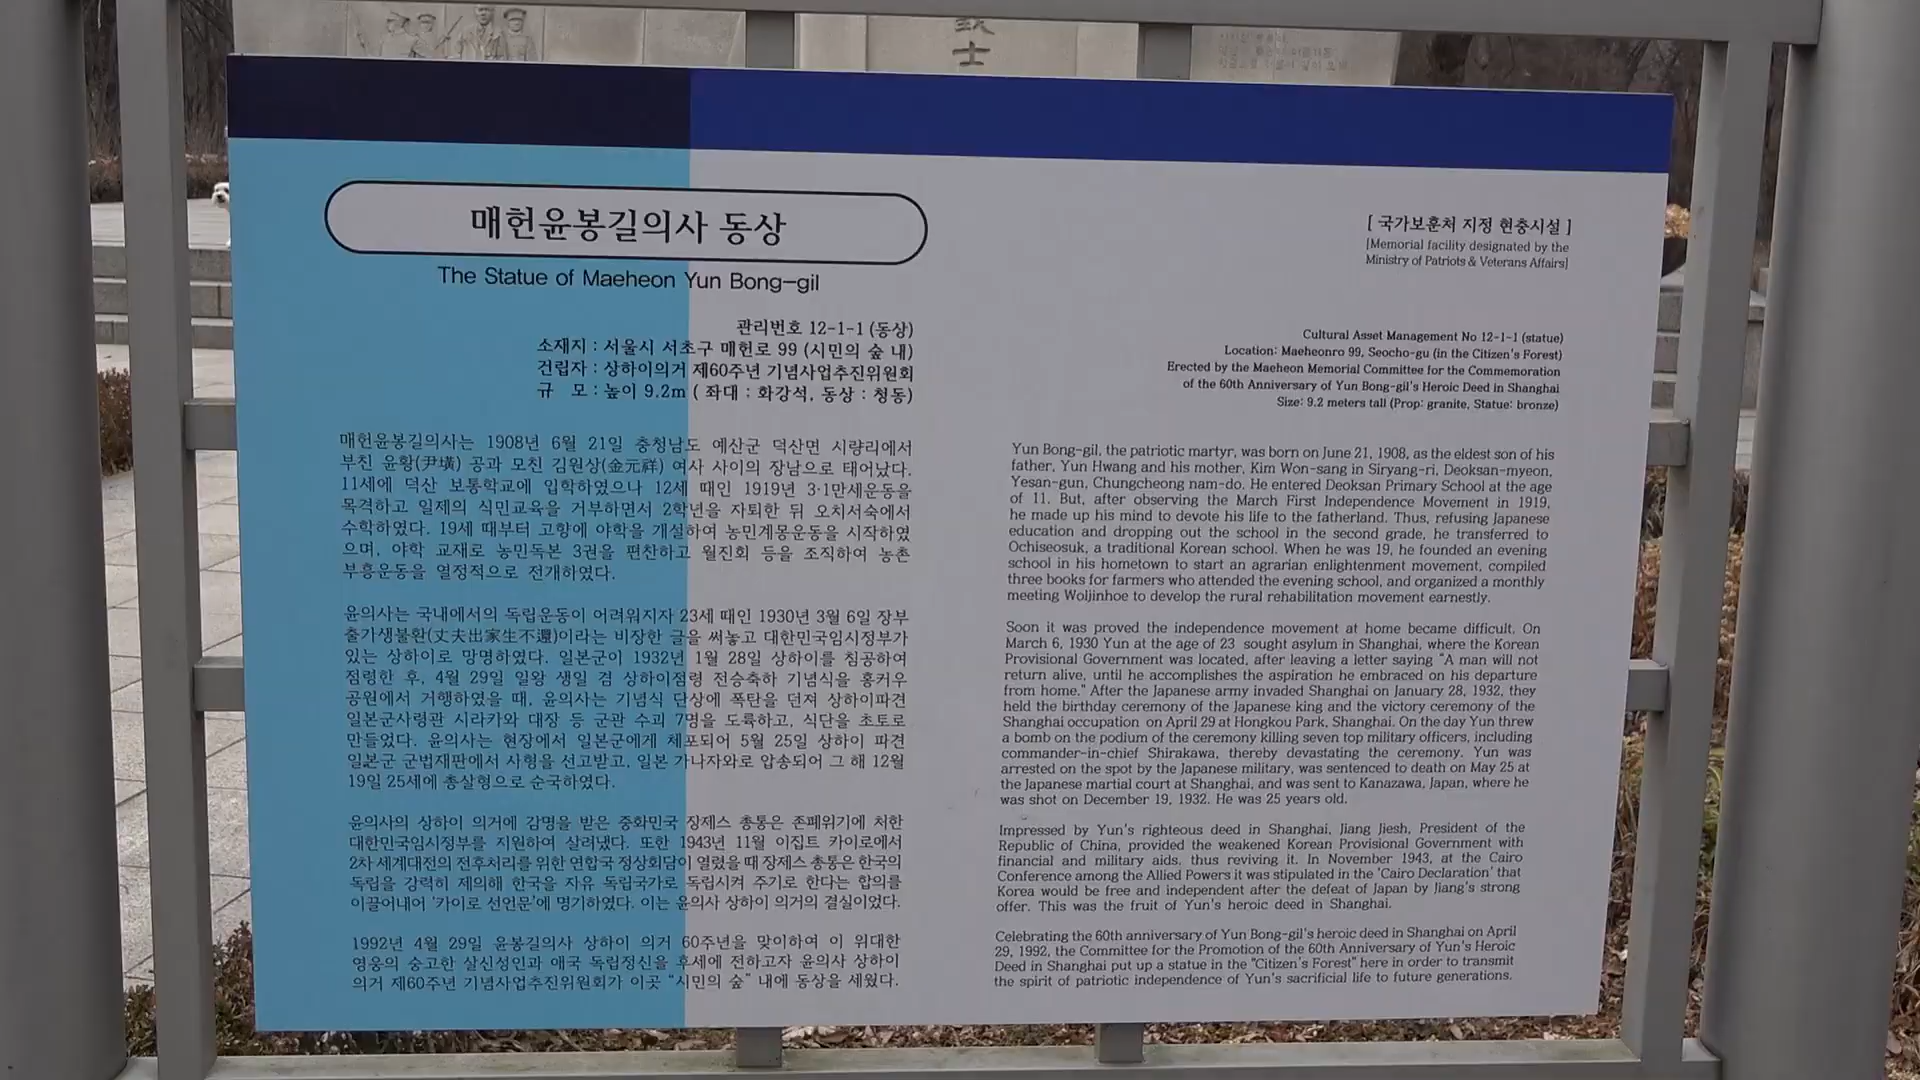 義
士
매헌윤봉길의사 동상
The Statue of Maeheon Yun Bong-gil
관리번호 12-1-1 (동상)
소재지 : 서울시 서초구 매헌로 99 (시민의 숲 내)
건립자 : 상하이의거 제60주년 기념사업추진위원회
규 모 : 높이 9.2m ( 좌대 : 화강석, 동상 : 청동)
매헌윤봉길의사는 1908년 6월 21일 충청남도 예산군 덕산면 시량리에서
부친 윤황(尹墴) 공과 모친 김원상(金元祥) 여사 사이의 장남으로 태어났다.
11세에 덕산 보통학교에 입학하였으나 12세 때인 1919년 3·1만세운동을
목격하고 일제의 식민교육을 거부하면서 2학년을 자퇴한 뒤 오치서숙에서
수학하였다. 19세 때부터 고향에 야학을 개설하여 농민계몽운동을 시작하였
으며, 야학 교재로 농민독본 3권을 편찬하고 월진회 등을 조직하여 농촌
부흥운동을 열정적으로 전개하였다.
윤의사는 국내에서의 독립운동이 어려워지자 23세 때인 1930년 3월 6일 장부
출가생불환(丈夫出家生不還)이라는 비장한 글을 써놓고 대한민국임시정부가
있는 상하이로 망명하였다. 일본군이 1932년 1월 28일 상하이를 침공하여
점령한 후, 4월 29일 일왕 생일 겸 상하이점령 전승축하 기념식을 홍커우
공원에서 거행하였을 때, 윤의사는 기념식 단상에 폭탄을 던져 상하이파견
일본군사령관 시라카와 대장 등 군관 수괴 7명을 도륙하고, 식단을 초토로
만들었다. 윤의사는 현장에서 일본군에게 체포되어 5월 25일 상하이 파견
일본군 군법재판에서 사형을 선고받고, 일본 가나자와로 압송되어 그 해 12월
19일 25세에 총살형으로 순국하였다.
윤의사의 상하이 의거에 감명을 받은 중화민국 장제스 총통은 존폐위기에 처한
대한민국임시정부를 지원하여 살려냈다. 또한 1943년 11월 이집트 카이로에서
2차 세계대전의 전후처리를 위한 연합국 정상회담이 열렸을 때 장제스 총통은 한국의
독립을 강력히 제의해 한국을 자유 독립국가로 독립시켜 주기로 한다는 합의를
이끌어내어 '카이로 선언문'에 명기하였다. 이는 윤의사 상하이 의거의 결실이었다.
1992년 4월 29일 윤봉길의사 상하이 의거 60주년을 맞이하여 이 위대한
영웅의 숭고한 살신성인과 애국 독립정신을 후세에 전하고자 윤의사 상하이
의거 제60주년 기념사업추진위원회가 이곳 "시민의 숲" 내에 동상을 세웠다.
[ 국가보훈처 지정 현충시설 ]
[Memorial facility designated by the
Ministry of Patriots & Veterans Affairs]
Cultural Asset Management No 12-1-1 (statue)
Location: Maeheonro 99, Seocho-gu (in the Citizen's Forest)
Erected by the Maeheon Memorial Committee for the Commemoration
of the 60th Anniversary of Yun Bong-gil's Heroic Deed in Shanghai
Size: 9.2 meters tall (Prop: granite, Statue: bronze)
Yun Bong-gil, the patriotic martyr, was born on June 21, 1908, as the eldest son of his
father, Yun Hwang and his mother, Kim Won-sang in Siryang-ri, Deoksan-myeon,
Yesan-gun, Chungcheong nam-do. He entered Deoksan Primary School at the age
of 11. But, after observing the March First Independence Movement in 1919,
he made up his mind to devote his life to the fatherland. Thus, refusing Japanese
education and dropping out the school in the second grade, he transferred to
Ochiseosuk, a traditional Korean school. When he was 19, he founded an evening
school in his hometown to start an agrarian enlightenment movement, compiled
three books for farmers who attended the evening school, and organized a monthly
meeting Woljinhoe to develop the rural rehabilitation movement earnestly.
Soon it was proved the independence movement at home became difficult. On
March 6, 1930 Yun at the age of 23 sought asylum in Shanghai, where the Korean
Provisional Government was located, after leaving a letter saying "A man will not
return alive, until he accomplishes the aspiration he embraced on his departure
from home." After the Japanese army invaded Shanghai on January 28, 1932, they
held the birthday ceremony of the Japanese king and the victory ceremony of the
Shanghai occupation on April 29 at Hongkou Park, Shanghai. On the day Yun threw
a bomb on the podium of the ceremony killing seven top military officers, including
commander-in-chief Shirakawa, thereby devastating the ceremony. Yun was
arrested on the spot by the Japanese military, was sentenced to death on May 25 at
the Japanese martial court at Shanghai, and was sent to Kanazawa, Japan, where he
was shot on December 19, 1932. He was 25 years old.
Impressed by Yun's righteous deed in Shanghai, Jiang Jiesh, President of the
Republic of China, provided the weakened Korean Provisional Government with
financial and military aids, thus reviving it. In November 1943, at the Cairo
Conference among the Allied Powers it was stipulated in the 'Cairo Declaration' that
Korea would be free and independent after the defeat of Japan by Jiang's strong
offer. This was the fruit of Yun's heroic deed in Shanghai.
Celebrating the 60th anniversary of Yun Bong-gil's heroic deed in Shanghai on April
29, 1992, the Committee for the Promotion of the 60th Anniversary of Yun's Heroic
Deed in Shanghai put up a statue in the "Citizen's Forest" here in order to transmit
the spirit of patriotic independence of Yun's sacrificial life to future generations.